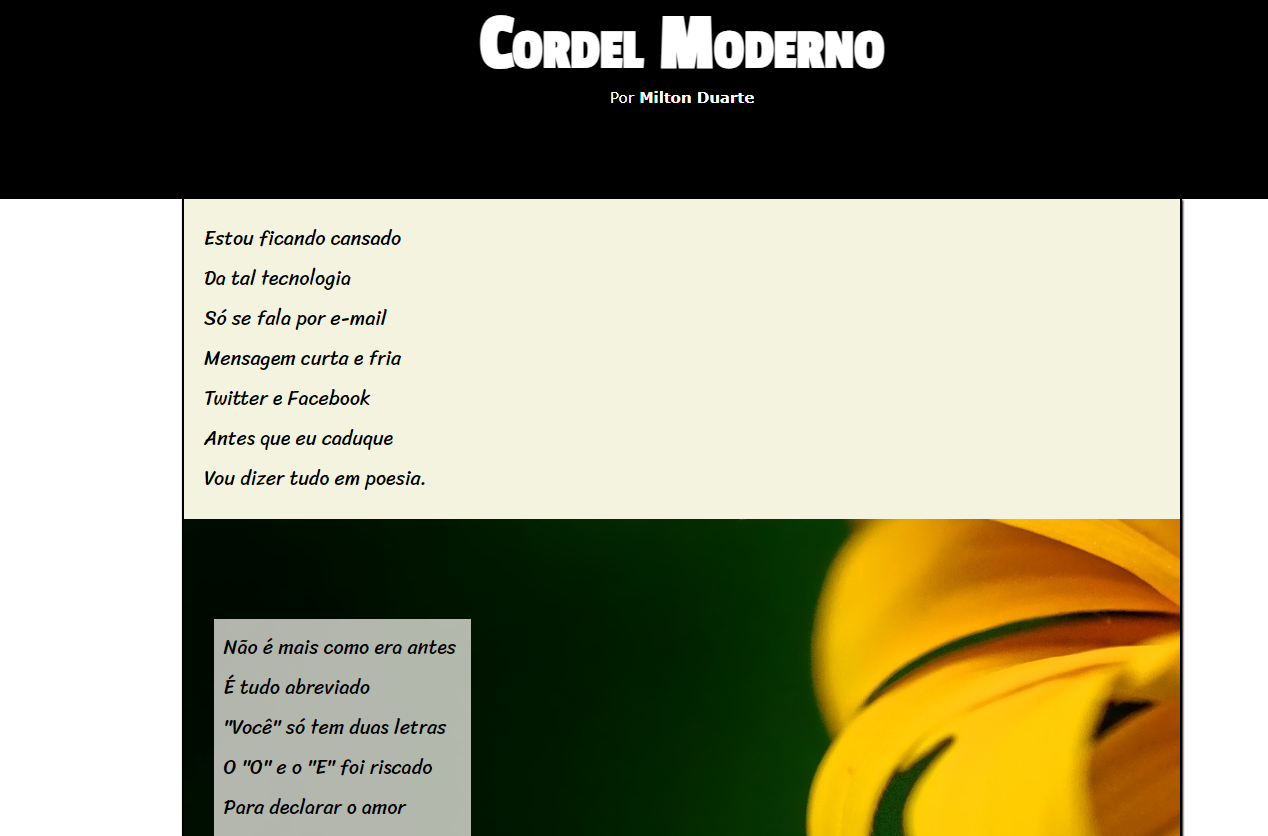 Cordel Moderno
Por Milton Duarte
Estou ficando cansado
Da tal tecnologia
Só se fala por e-mail
Mensagem curta e fria
Twitter e Facebook
Antes que eu caduque
Vou dizer tudo em poesia.
Não é mais como era antes
É tudo abreviado
"Você" só tem duas letras
O "O" e o "E" foi riscado
Para declarar o amor